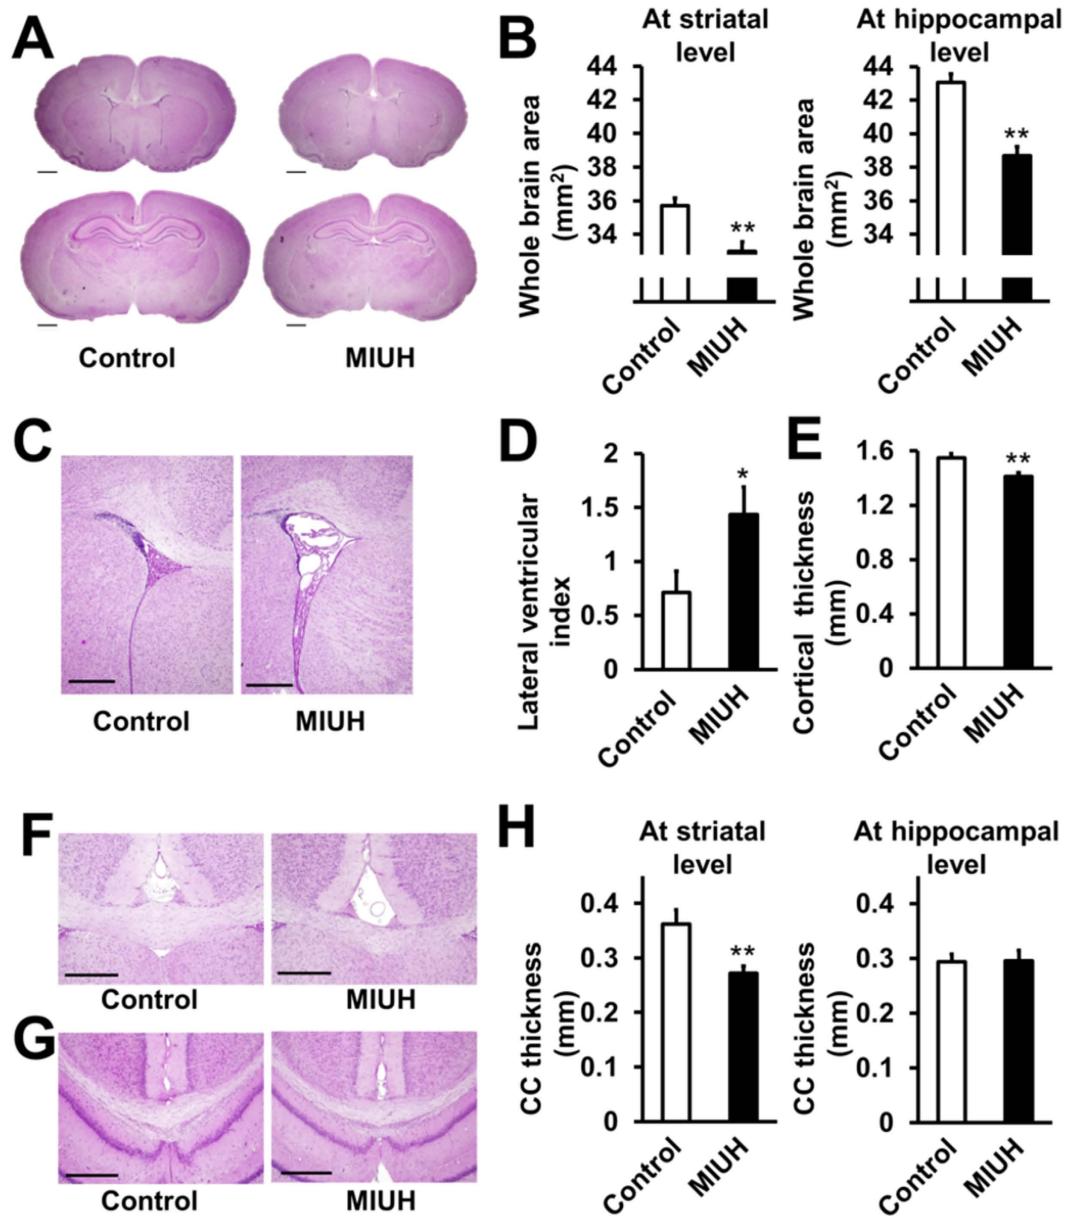 A
Control
MIUH
B
At striatal
level
Whole brain area
(mm²)
44
42
40
38
36
34
**
Control
MIUH
At hippocampal
level
Whole brain area
(mm²)
44
42
40
38
36
34
**
Control
MIUH
C
Control
MIUH
D
Lateral ventricular
index
2
1.5
1
0.5
0
*
Control
MIUH
E
Cortical thickness
(mm)
1.6
1.2
0.8
0.4
0
**
Control
MIUH
F
Control
MIUH
G
Control
MIUH
H
At striatal
level
CC thickness
(mm)
0.4
0.3
0.2
0.1
0
**
Control
MIUH
At hippocampal
level
CC thickness
(mm)
0.4
0.3
0.2
0.1
0
Control
MIUH